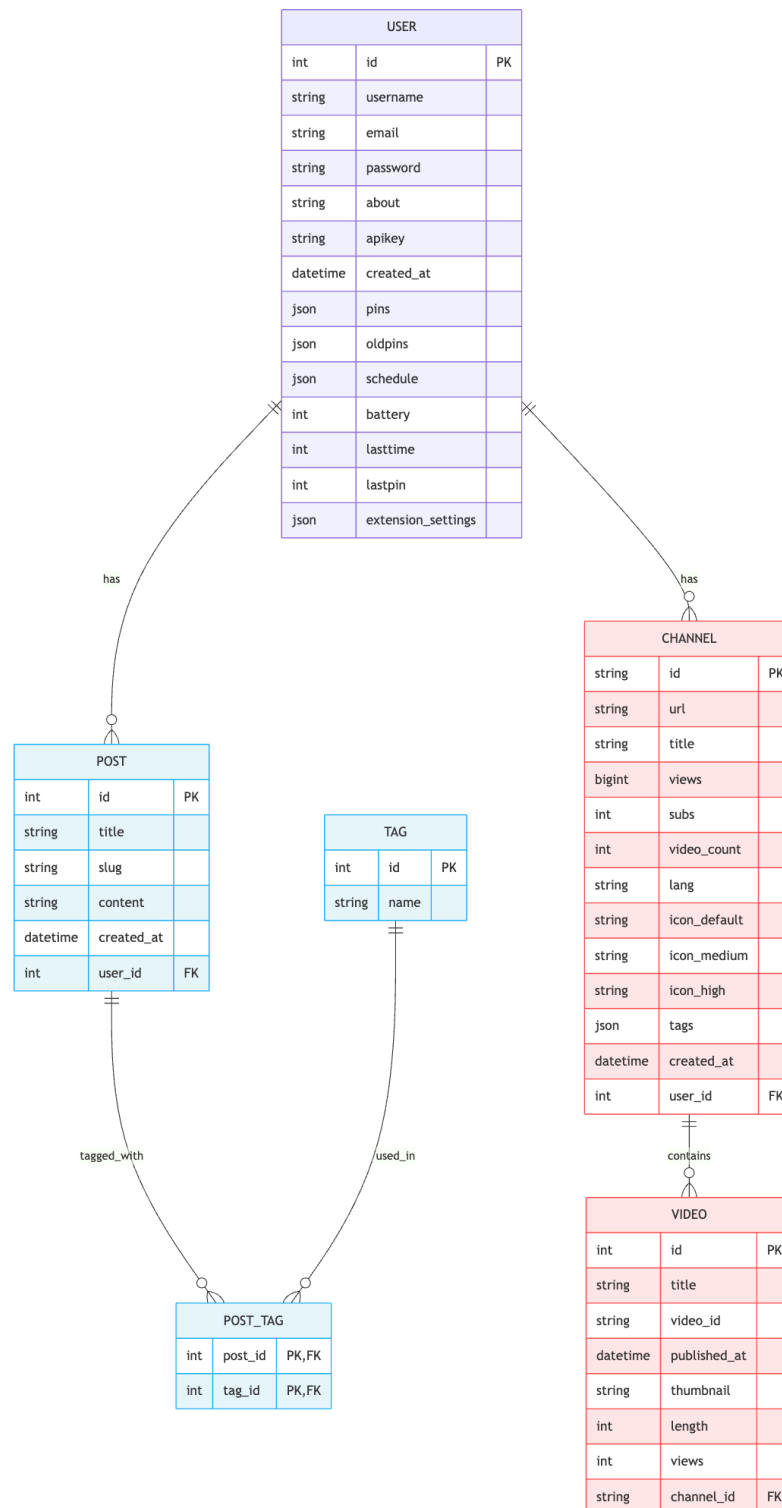 USER
int id PK
string username
string email
string password
string about
string apikey
datetime created_at
json pins
json oldpins
json schedule
int battery
int lasttime
int lastpin
json extension_settings
has
has
CHANNEL
string id PK
string url
string title
bigint views
int subs
int video_count
string lang
string icon_default
string icon_medium
string icon_high
json tags
datetime created_at
int user_id FK
POST
int id PK
string title
string slug
string content
datetime created_at
int user_id FK
TAG
int id PK
string name
tagged_with
used_in
contains
VIDEO
int id PK
string title
string video_id
datetime published_at
string thumbnail
int length
int views
string channel_id FK
POST_TAG
int post_id PK,FK
int tag_id PK,FK